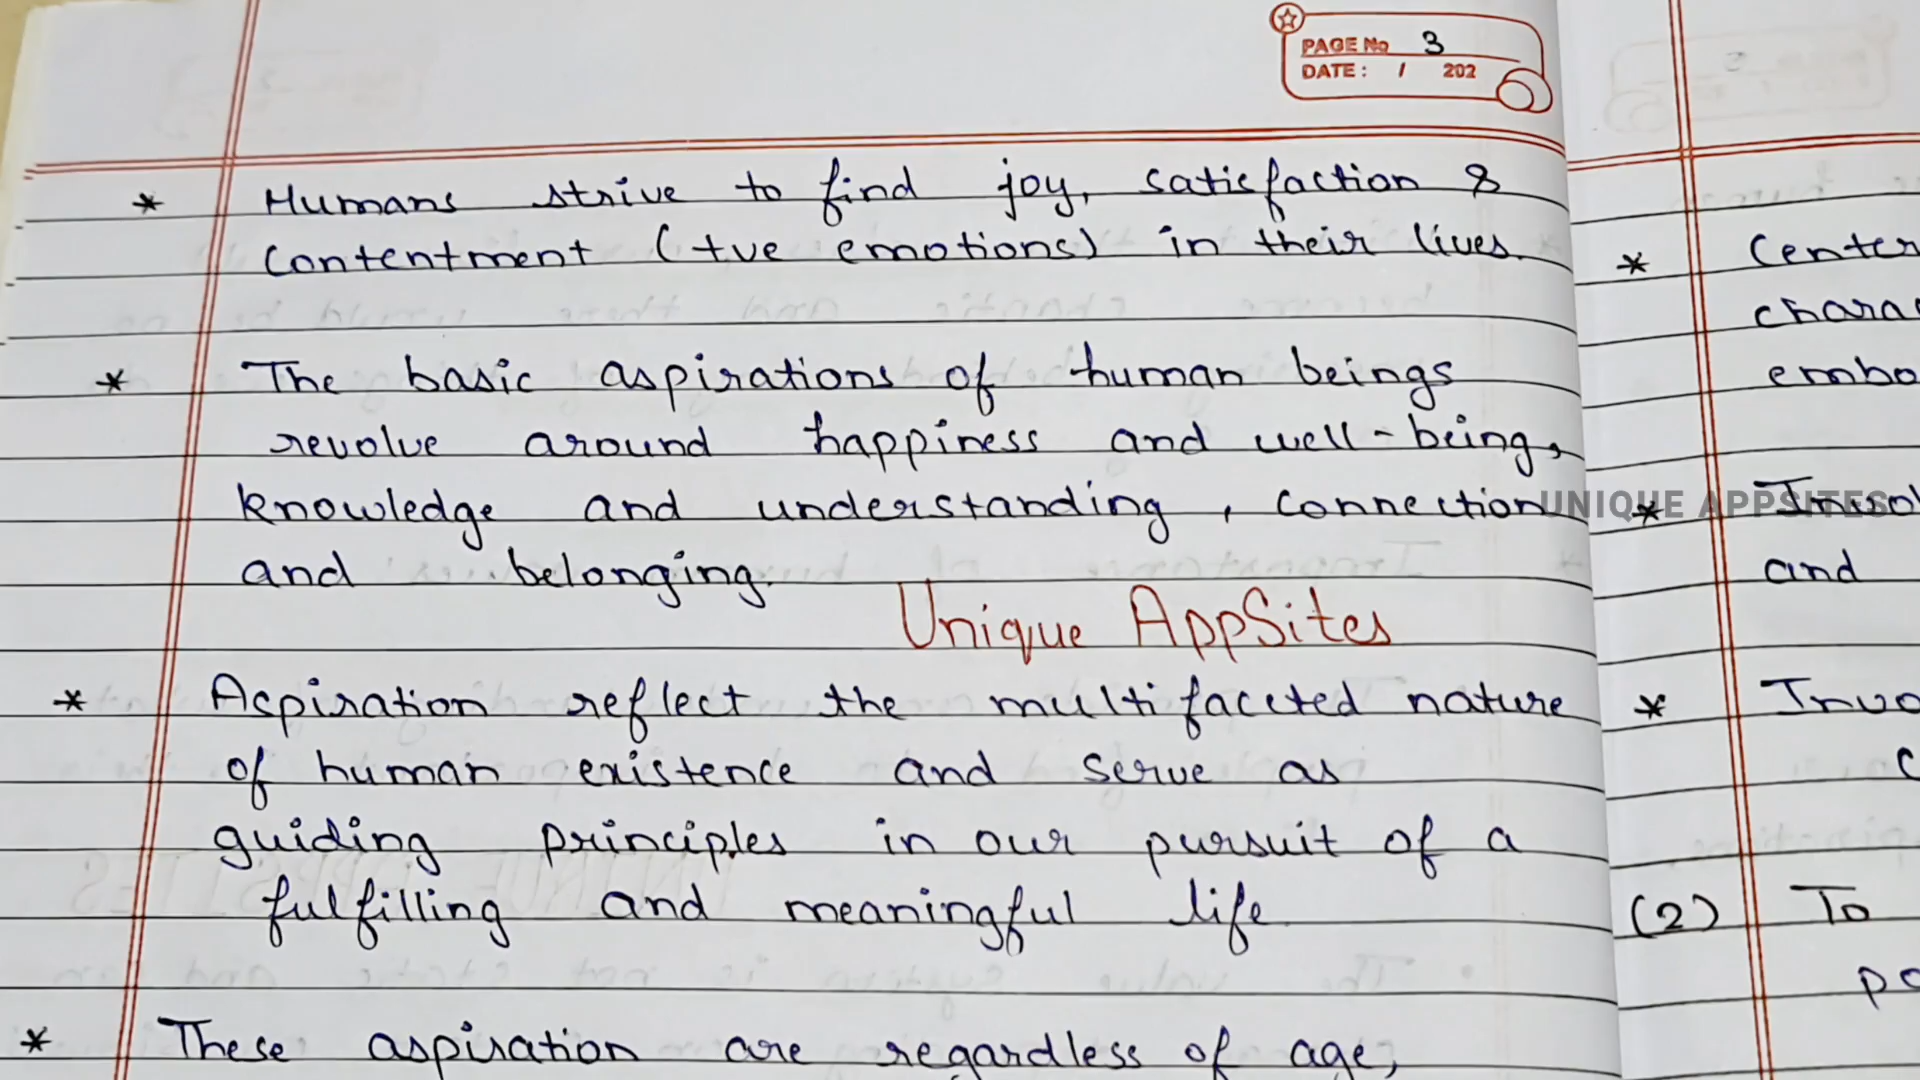 PAGE No 3
DATE: / 202
* Humans strive to find joy, satisfaction &
contentment (+ve emotions) in their lives.
* The basic aspirations of human beings
revolve around happiness and well-being,
knowledge and understanding, connection
and belonging.
Unique AppSites
* Aspiration reflect the multifaceted nature
of human existence and serve as
guiding principles in our pursuit of a
fulfilling and meaningful life.
* These aspiration are regardless of age,
UNIQUE APPSITES
* Center
charac
embo
*
and
* Invo
c
(2) To
po